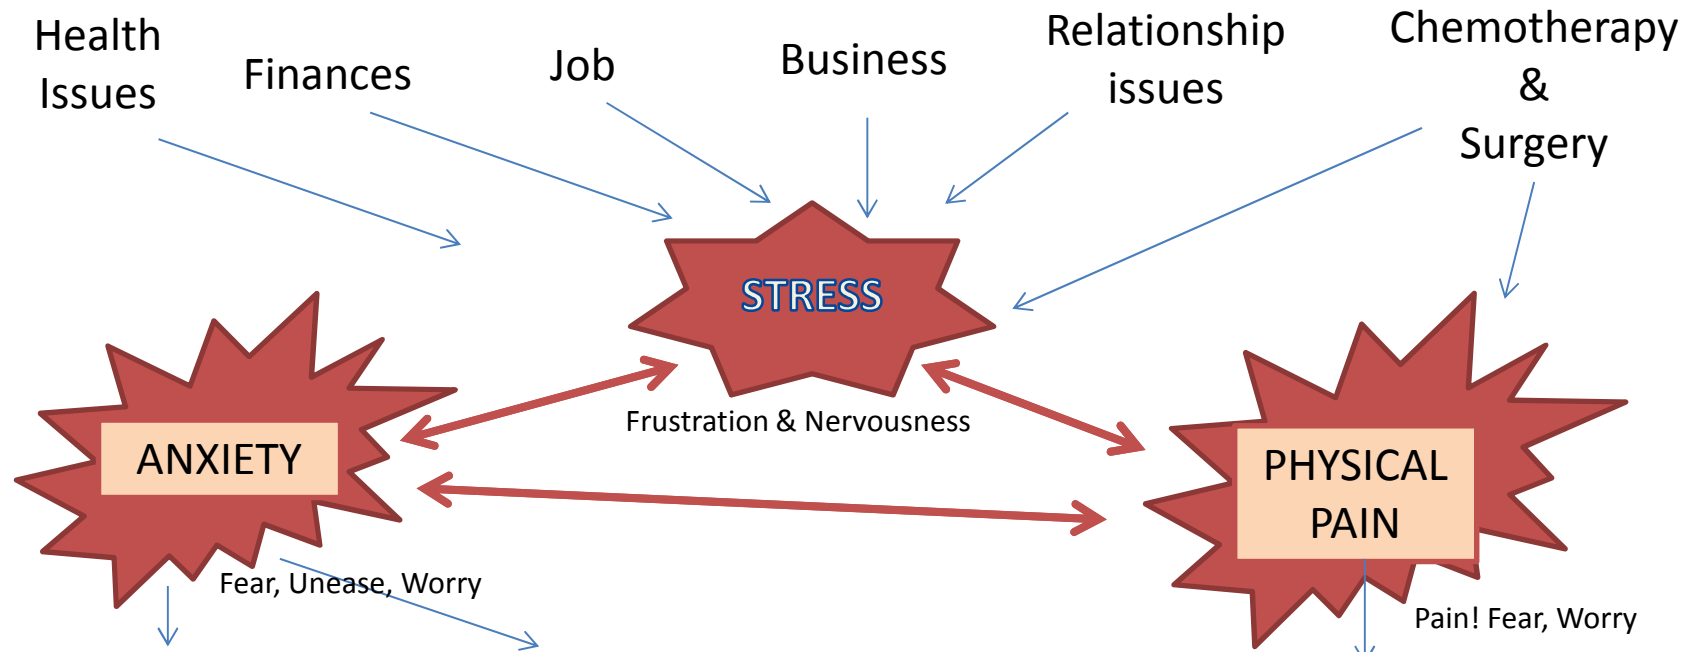 Health
Issues
Finances
Job
Business
Relationship
issues
Chemotherapy
&
Surgery
STRESS
Frustration & Nervousness
ANXIETY
PHYSICAL
PAIN
Fear, Unease, Worry
Pain! Fear, Worry